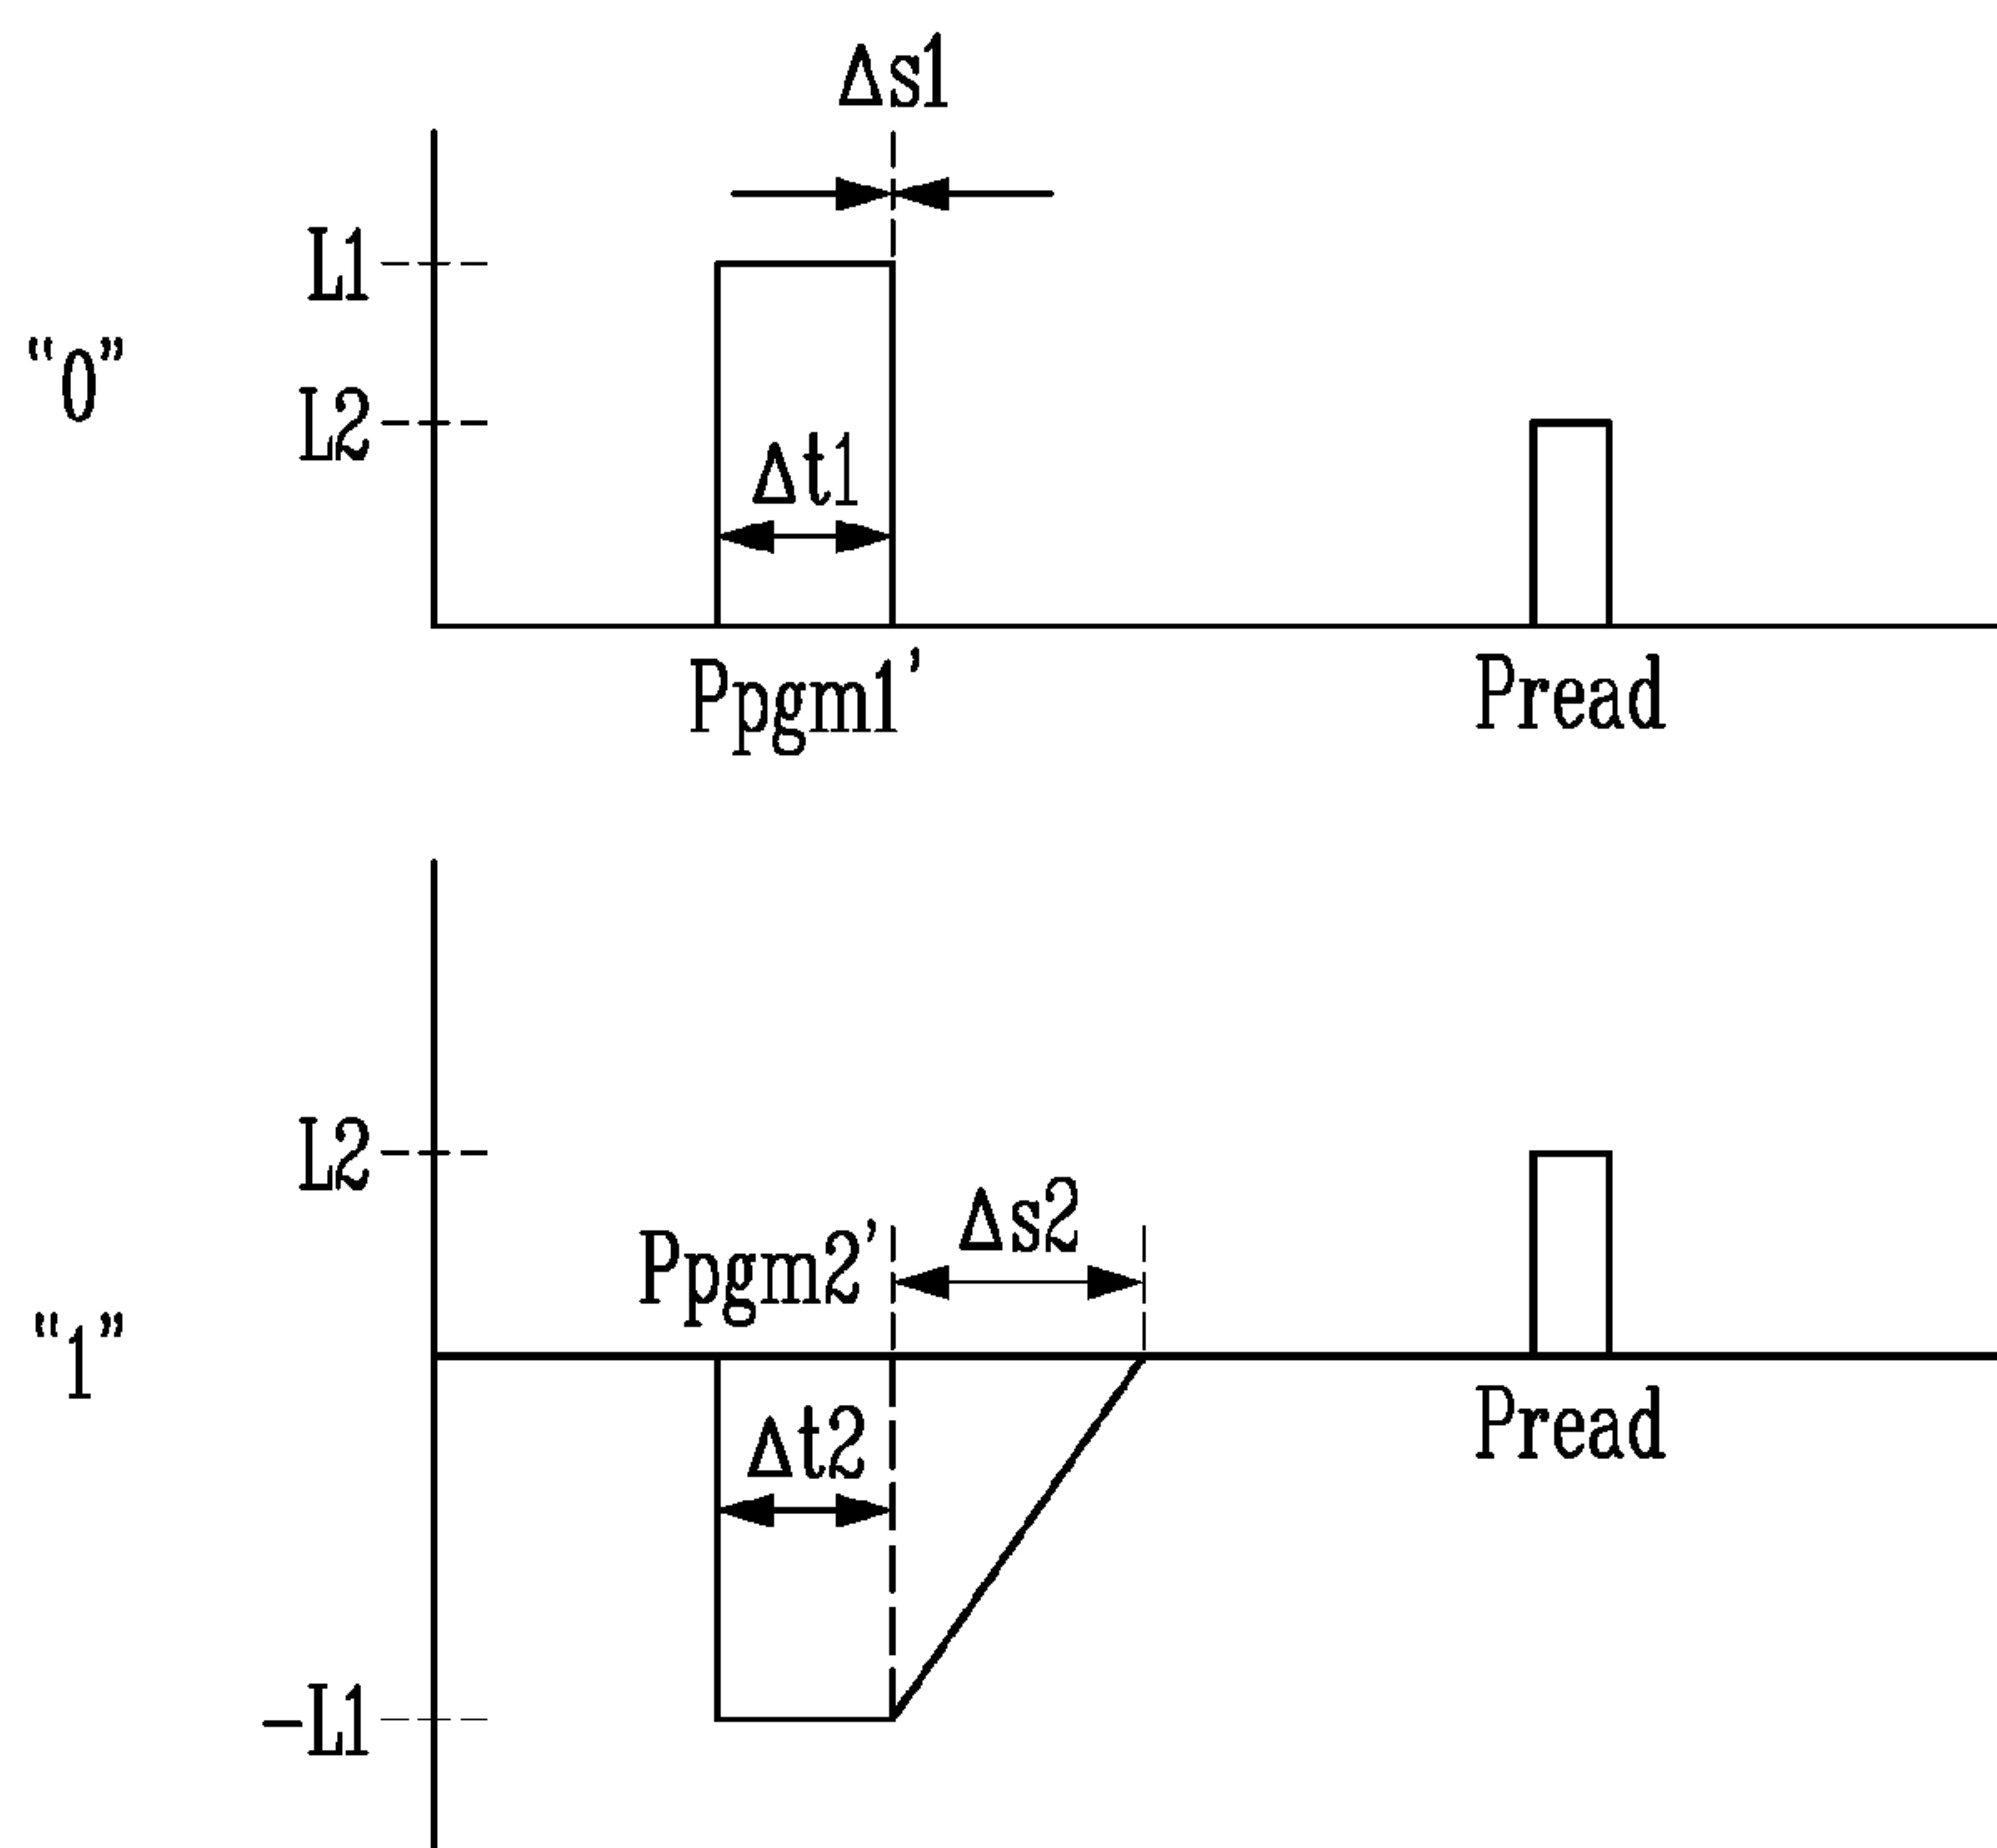 Δs1
L1
“0”
L2
Δt1
Ppgm1’
Pread
L2
Δs2
Ppgm2’
“1”
Pread
Δt2
-L1